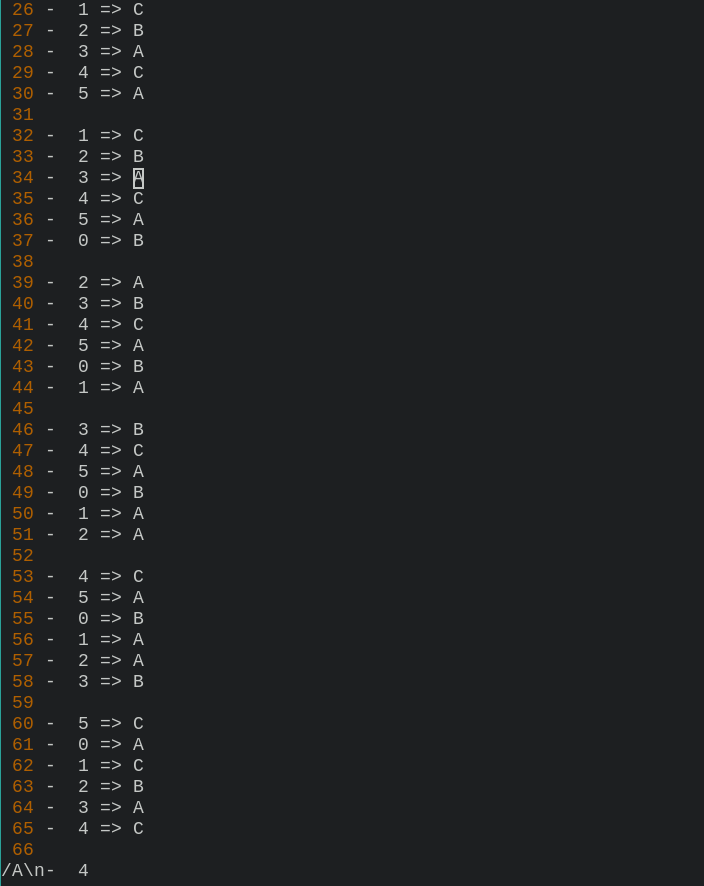 26 -  1 => C
27 -  2 => B
28 -  3 => A
29 -  4 => C
30 -  5 => A
31
32 -  1 => C
33 -  2 => B
34 -  3 => A
35 -  4 => C
36 -  5 => A
37 -  0 => B
38
39 -  2 => A
40 -  3 => B
41 -  4 => C
42 -  5 => A
43 -  0 => B
44 -  1 => A
45
46 -  3 => B
47 -  4 => C
48 -  5 => A
49 -  0 => B
50 -  1 => A
51 -  2 => A
52
53 -  4 => C
54 -  5 => A
55 -  0 => B
56 -  1 => A
57 -  2 => A
58 -  3 => B
59
60 -  5 => C
61 -  0 => A
62 -  1 => C
63 -  2 => B
64 -  3 => A
65 -  4 => C
66
/A\n-  4